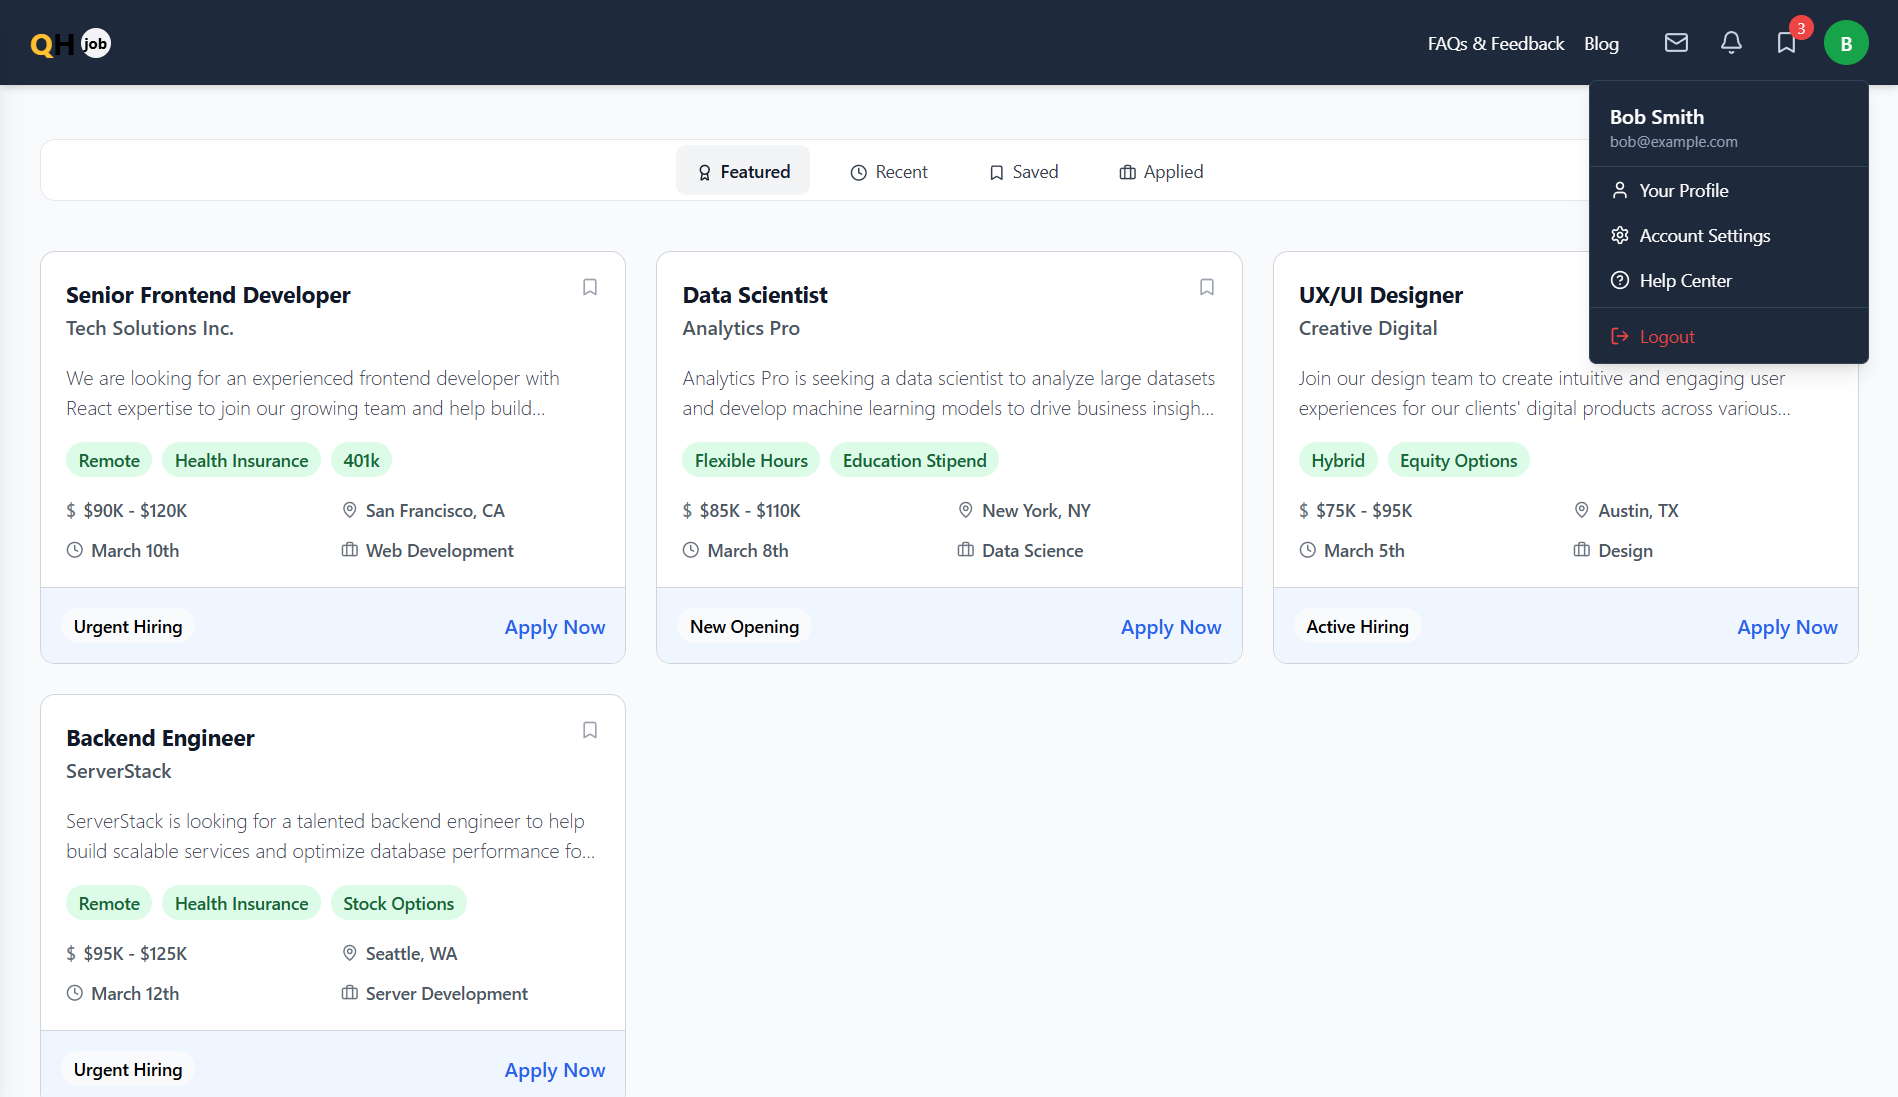 QH job
FAQs & Feedback
Blog
3
B
Bob Smith
bob@example.com
Your Profile
Account Settings
Help Center
Logout
Featured
Recent
Saved
Applied
Senior Frontend Developer
Tech Solutions Inc.
We are looking for an experienced frontend developer with
React expertise to join our growing team and help build...
Remote
Health Insurance
401k
$ $90K - $120K
San Francisco, CA
March 10th
Web Development
Urgent Hiring
Apply Now
Data Scientist
Analytics Pro
Analytics Pro is seeking a data scientist to analyze large datasets
and develop machine learning models to drive business insigh...
Flexible Hours
Education Stipend
$ $85K - $110K
New York, NY
March 8th
Data Science
New Opening
Apply Now
UX/UI Designer
Creative Digital
Join our design team to create intuitive and engaging user
experiences for our clients' digital products across various...
Hybrid
Equity Options
$ $75K - $95K
Austin, TX
March 5th
Design
Active Hiring
Apply Now
Backend Engineer
ServerStack
ServerStack is looking for a talented backend engineer to help
build scalable services and optimize database performance fo...
Remote
Health Insurance
Stock Options
$ $95K - $125K
Seattle, WA
March 12th
Server Development
Urgent Hiring
Apply Now